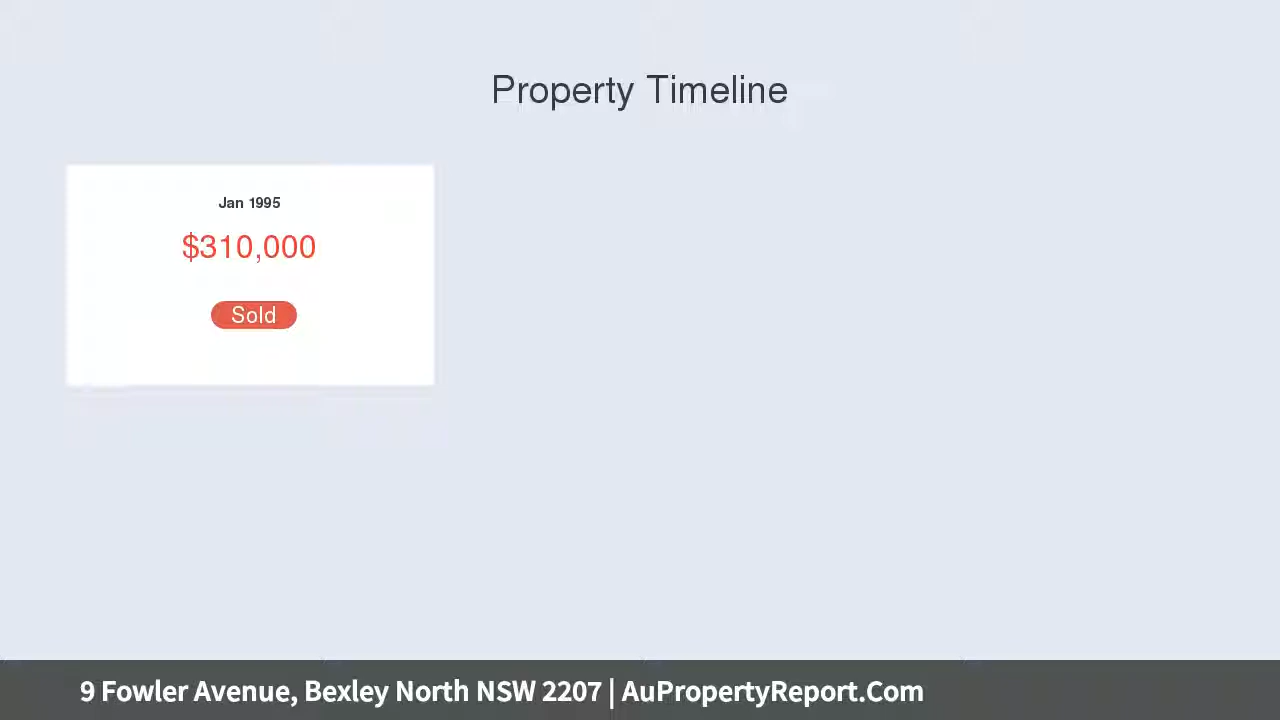 Property Timeline
Jan 1995
$310,000
Sold
9 Fowler Avenue, Bexley North NSW 2207 | AuPropertyReport.Com